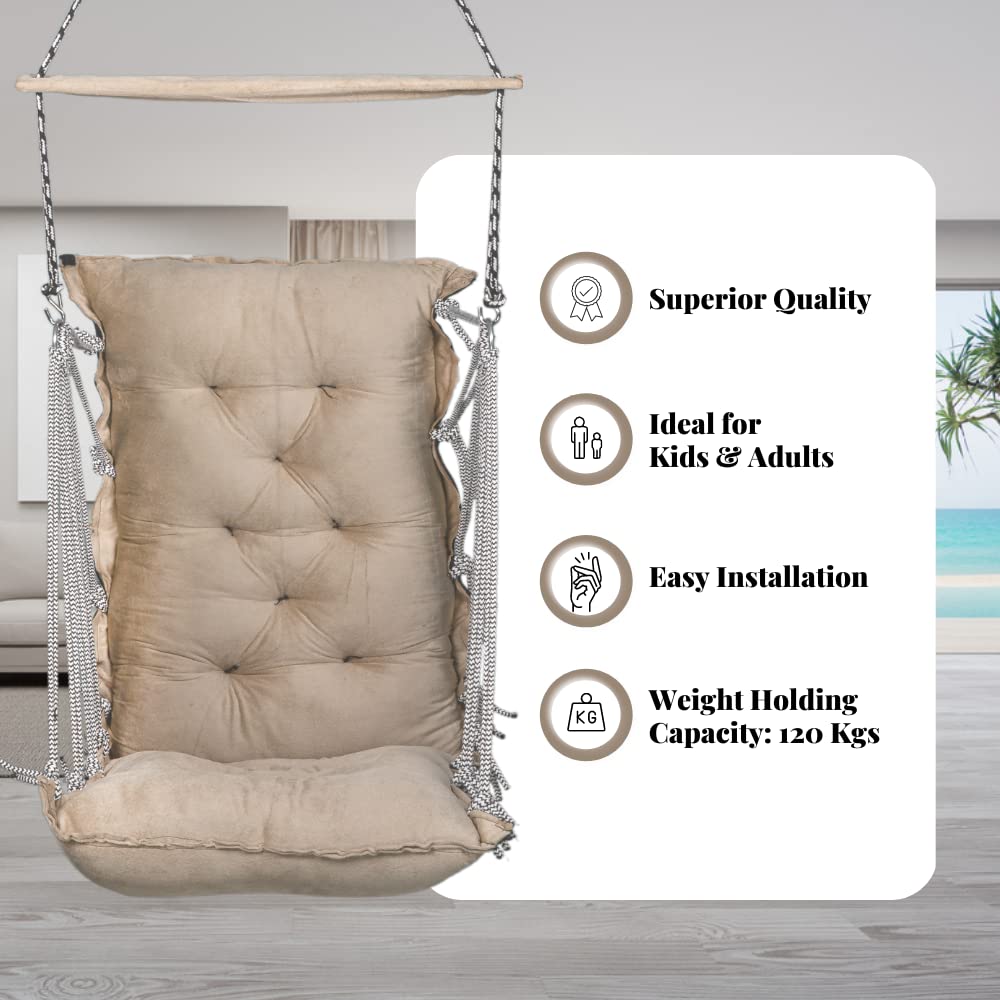 Superior Quality
Ideal for
Kids & Adults
Easy Installation
KG
Weight Holding
Capacity: 120 Kgs